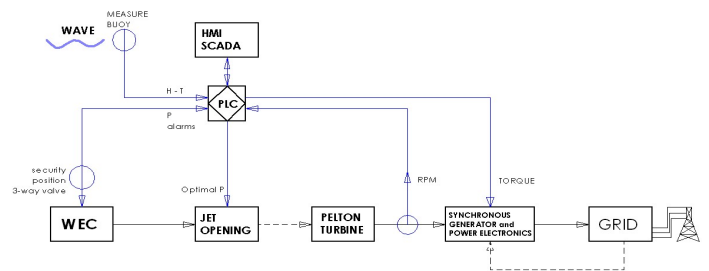 MEASURE
BUOY
WAVE
HMI
SCADA
H - T
PLC
P
alarms
security
position
3-way valve
Optimal P
RPM
TORQUE
WEC
JET
OPENING
PELTON
TURBINE
SYNCHRONOUS
GENERATOR and
POWER ELECTRONICS
GRID